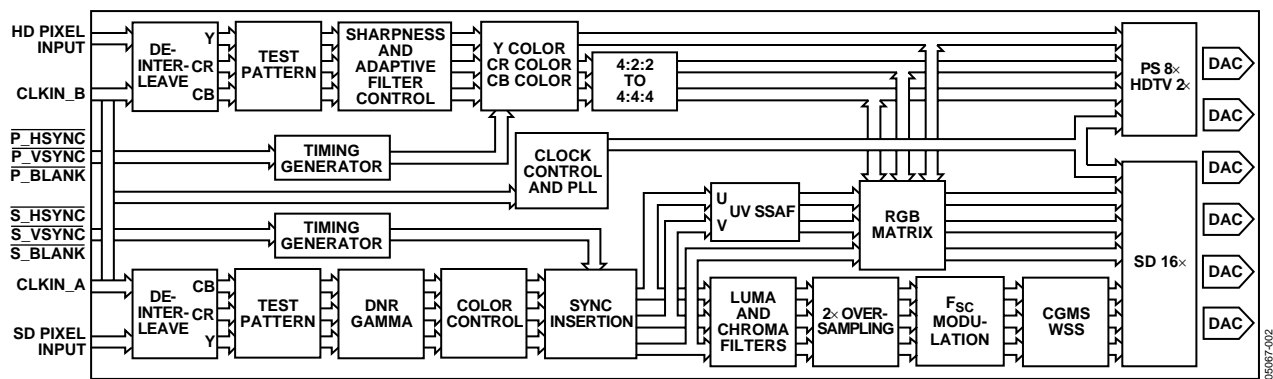 HD PIXEL
INPUT
CLKIN_B
P_HSYNC
P_VSYNC
P_BLANK
S_HSYNC
S_VSYNC
S_BLANK
CLKIN_A
SD PIXEL
INPUT
DE-
INTER-
LEAVE
Y
CR
CB
TEST
PATTERN
SHARPNESS
AND
ADAPTIVE
FILTER
CONTROL
Y COLOR
CR COLOR
CB COLOR
4:2:2
TO
4:4:4
PS 8×
HDTV 2×
TIMING
GENERATOR
CLOCK
CONTROL
AND PLL
TIMING
GENERATOR
U
V
UV SSAF
RGB
MATRIX
SD 16×
DE-
INTER-
LEAVE
CB
CR
Y
TEST
PATTERN
DNR
GAMMA
COLOR
CONTROL
SYNC
INSERTION
LUMA
AND
CHROMA
FILTERS
2× OVER-
SAMPLING
FSC
MODU-
LATION
CGMS
WSS
DAC
DAC
DAC
DAC
DAC
DAC
05067-002